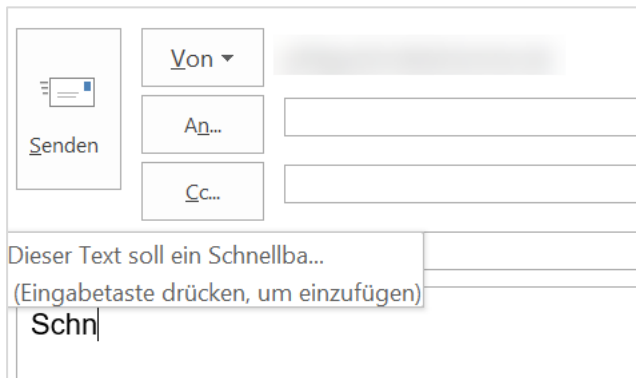 Von
Senden
An...
Cc...
Dieser Text soll ein Schnellba...
(Eingabetaste drücken, um einzufügen)
Schn